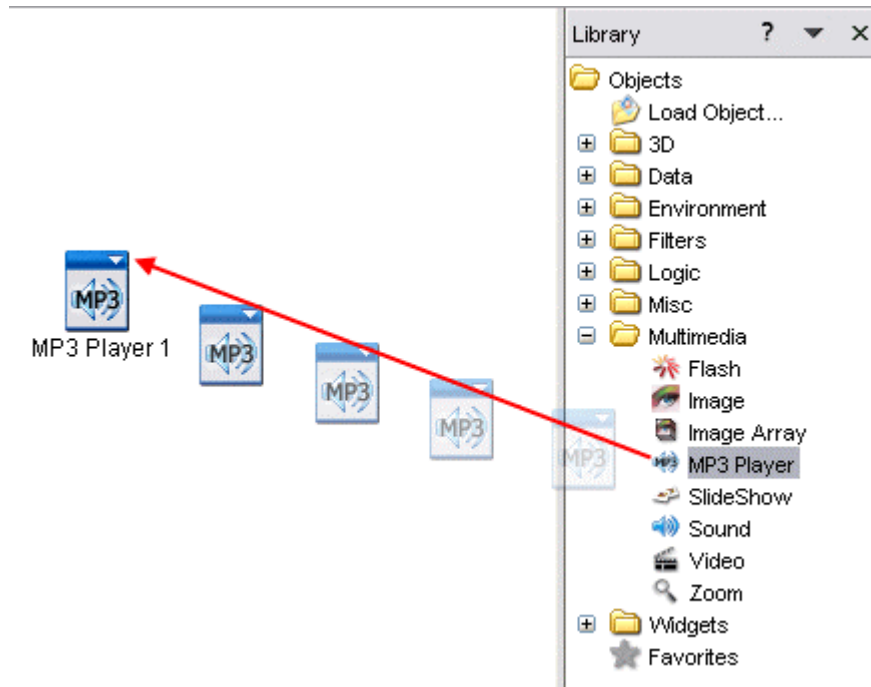 Library ?
Objects
Load Object...
3D
Data
Environment
Filters
Logic
Misc
Multimedia
Flash
Image
Image Array
MP3 Player
SlideShow
Sound
Video
Zoom
Widgets
Favorites
MP3
MP3 Player 1
MP3
MP3
MP3
MP3
MP3